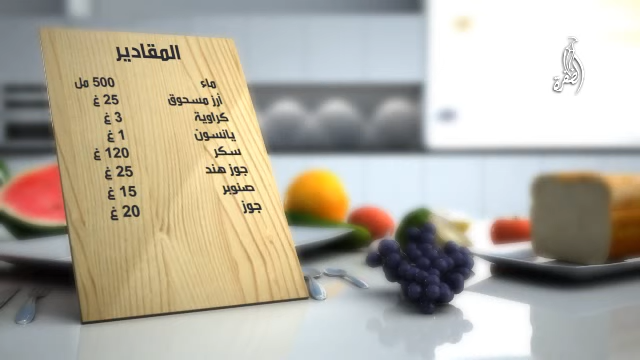 المقادير
ماء 500 مل
أرز مسحوق 25 غ
كراوية 3 غ
يانسون 1 غ
سكر 120 غ
جوز هند 25 غ
صنوبر 15 غ
جوز 20 غ